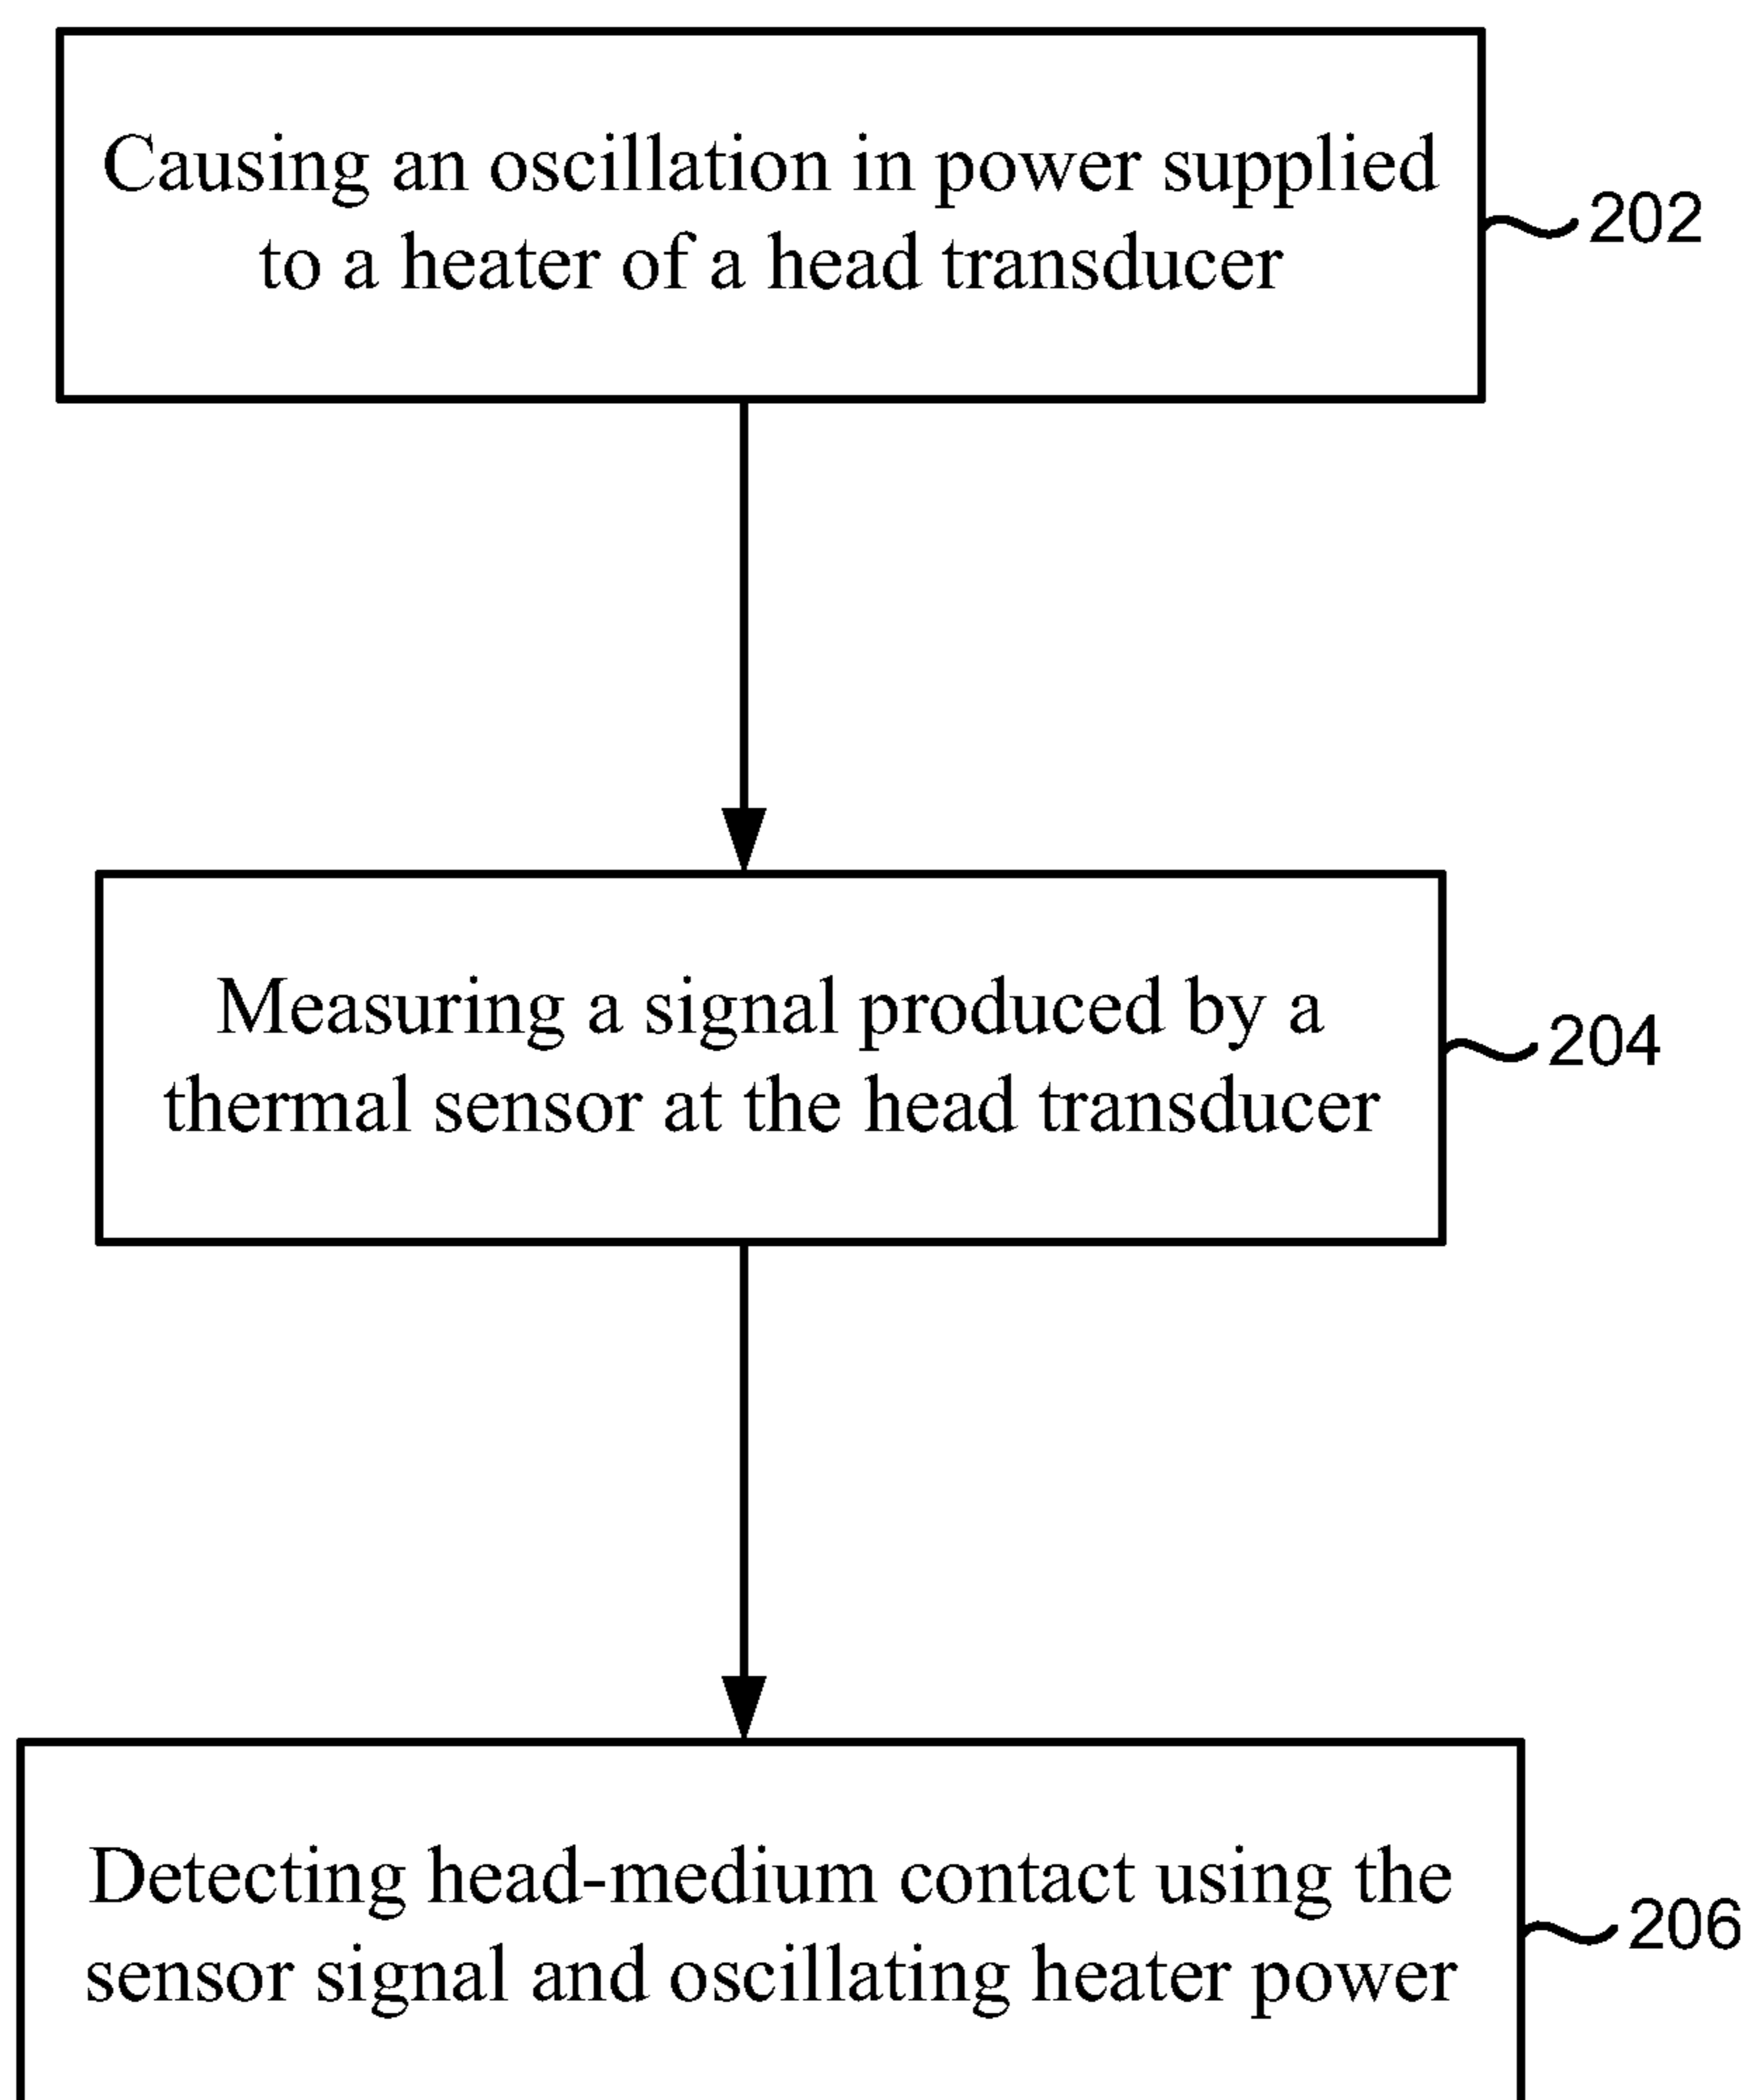 Causing an oscillation in power supplied
to a heater of a head transducer
202
Measuring a signal produced by a
thermal sensor at the head transducer
204
Detecting head-medium contact using the
sensor signal and oscillating heater power
206